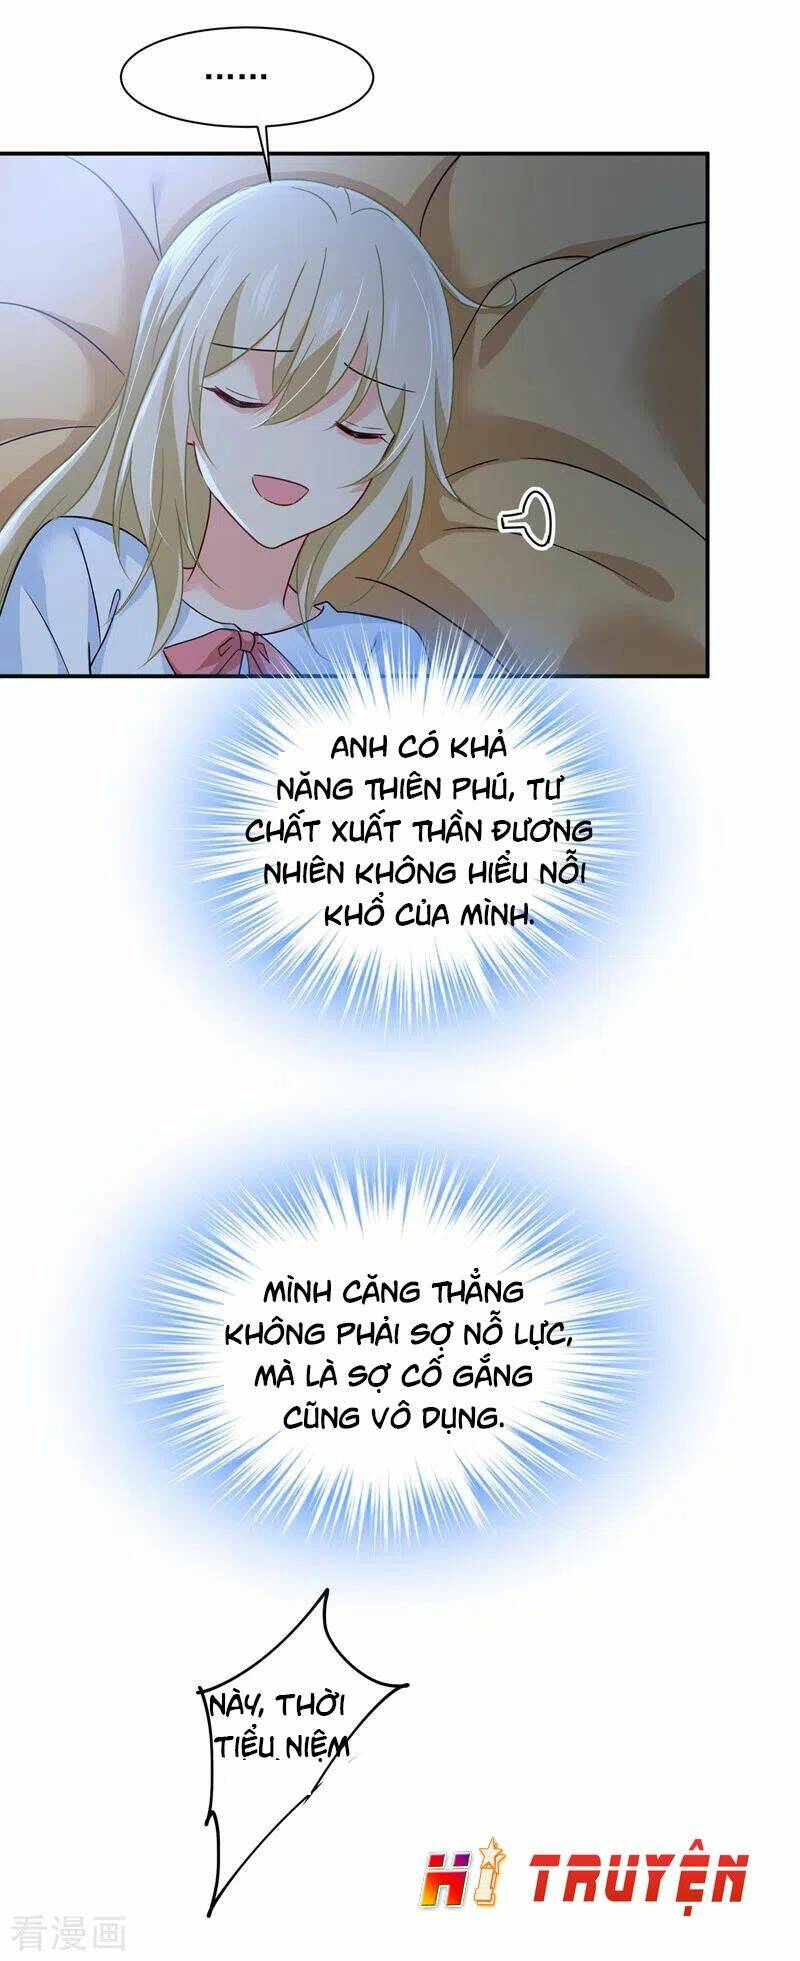 ......
ANH CÓ KHẢ
NĂNG THIÊN PHÚ, TƯ
CHẤT XUẤT THẦN ĐƯƠNG
NHIÊN KHÔNG HIỂU NỖI
KHỔ CỦA MÌNH.
MÌNH CĂNG THẲNG
KHÔNG PHẢI SỢ NỖ LỰC,
MÀ LÀ SỢ CỐ GẮNG
CŨNG VÔ DỤNG.
NÀY, THỜI
TIỂU NIỆM
Hi TRUYỆN
看漫画